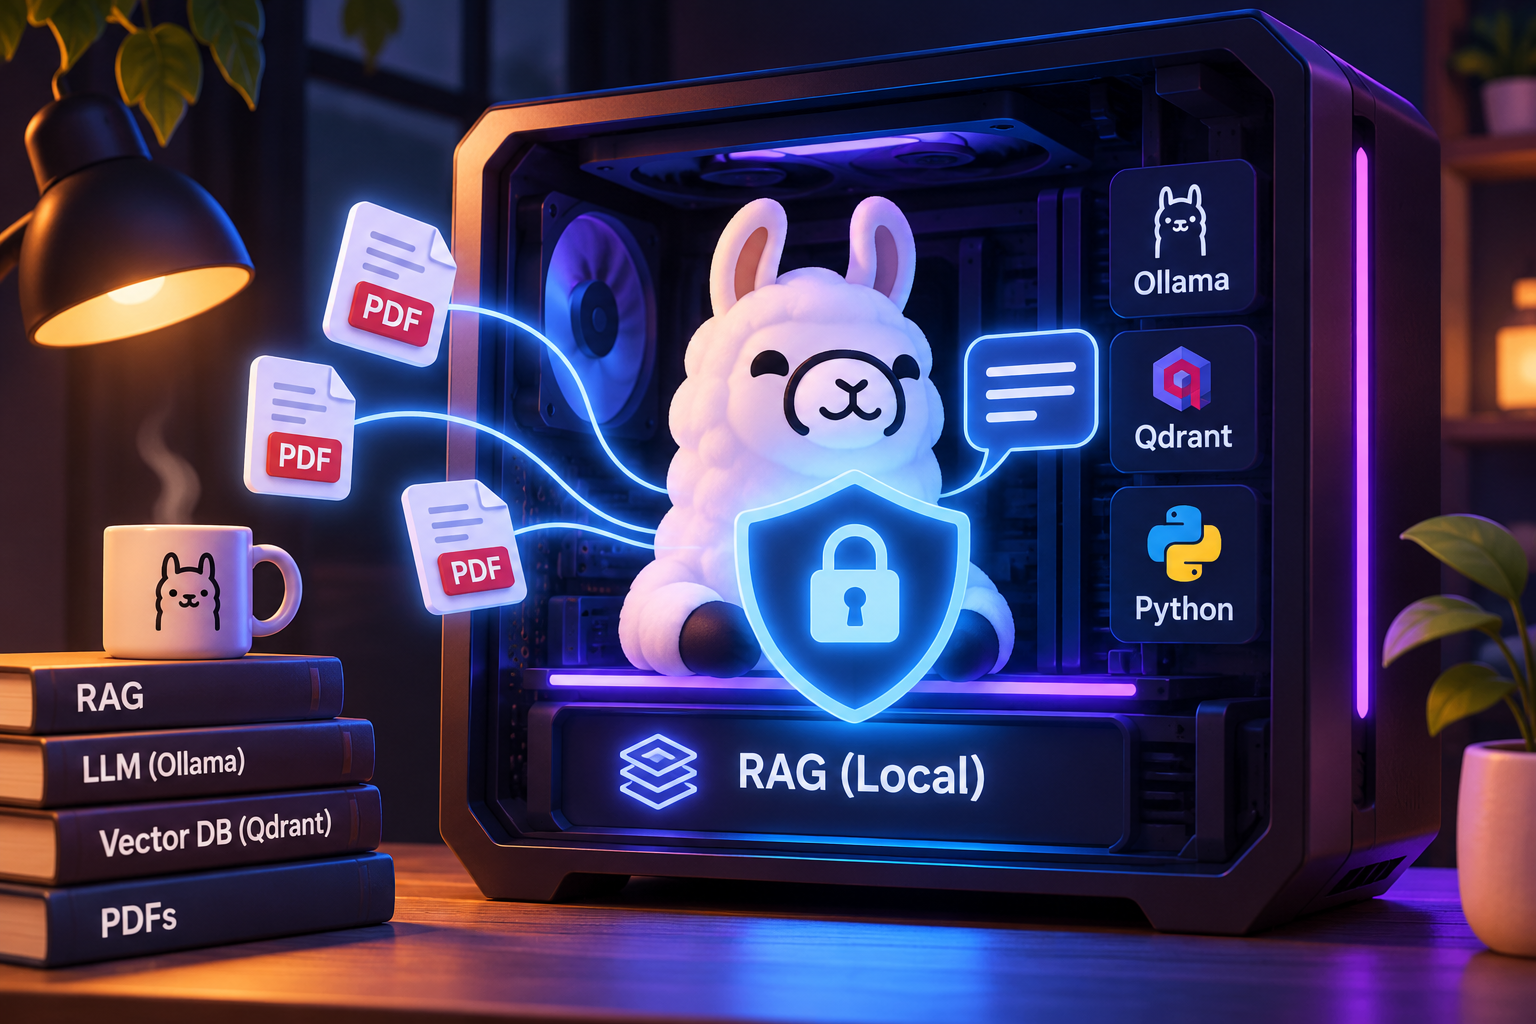 PDF
PDF
PDF
Ollama
Qdrant
Python
RAG
LLM (Ollama)
Vector DB (Qdrant)
PDFs
RAG (Local)